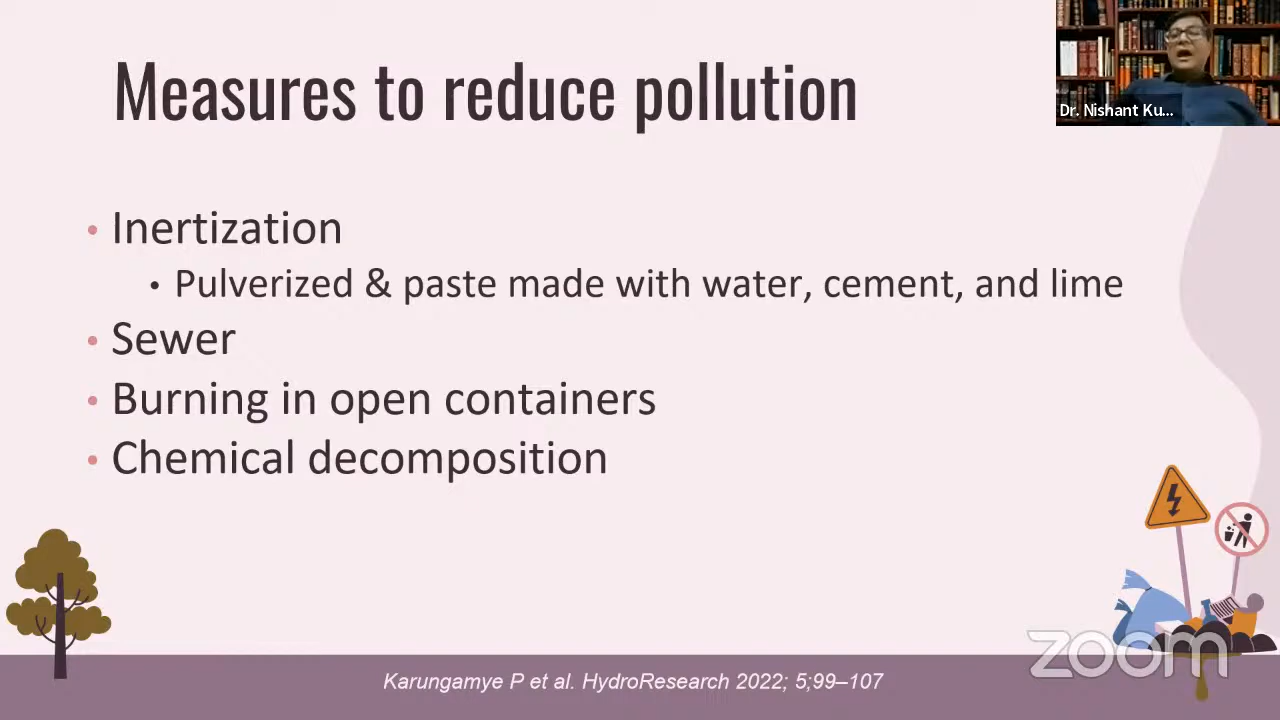 Measures to reduce pollution
Dr. Nishant Ku...
• Inertization
• Pulverized & paste made with water, cement, and lime
• Sewer
• Burning in open containers
• Chemical decomposition
zoom
Karungamye P et al. HydroResearch 2022; 5;99–107